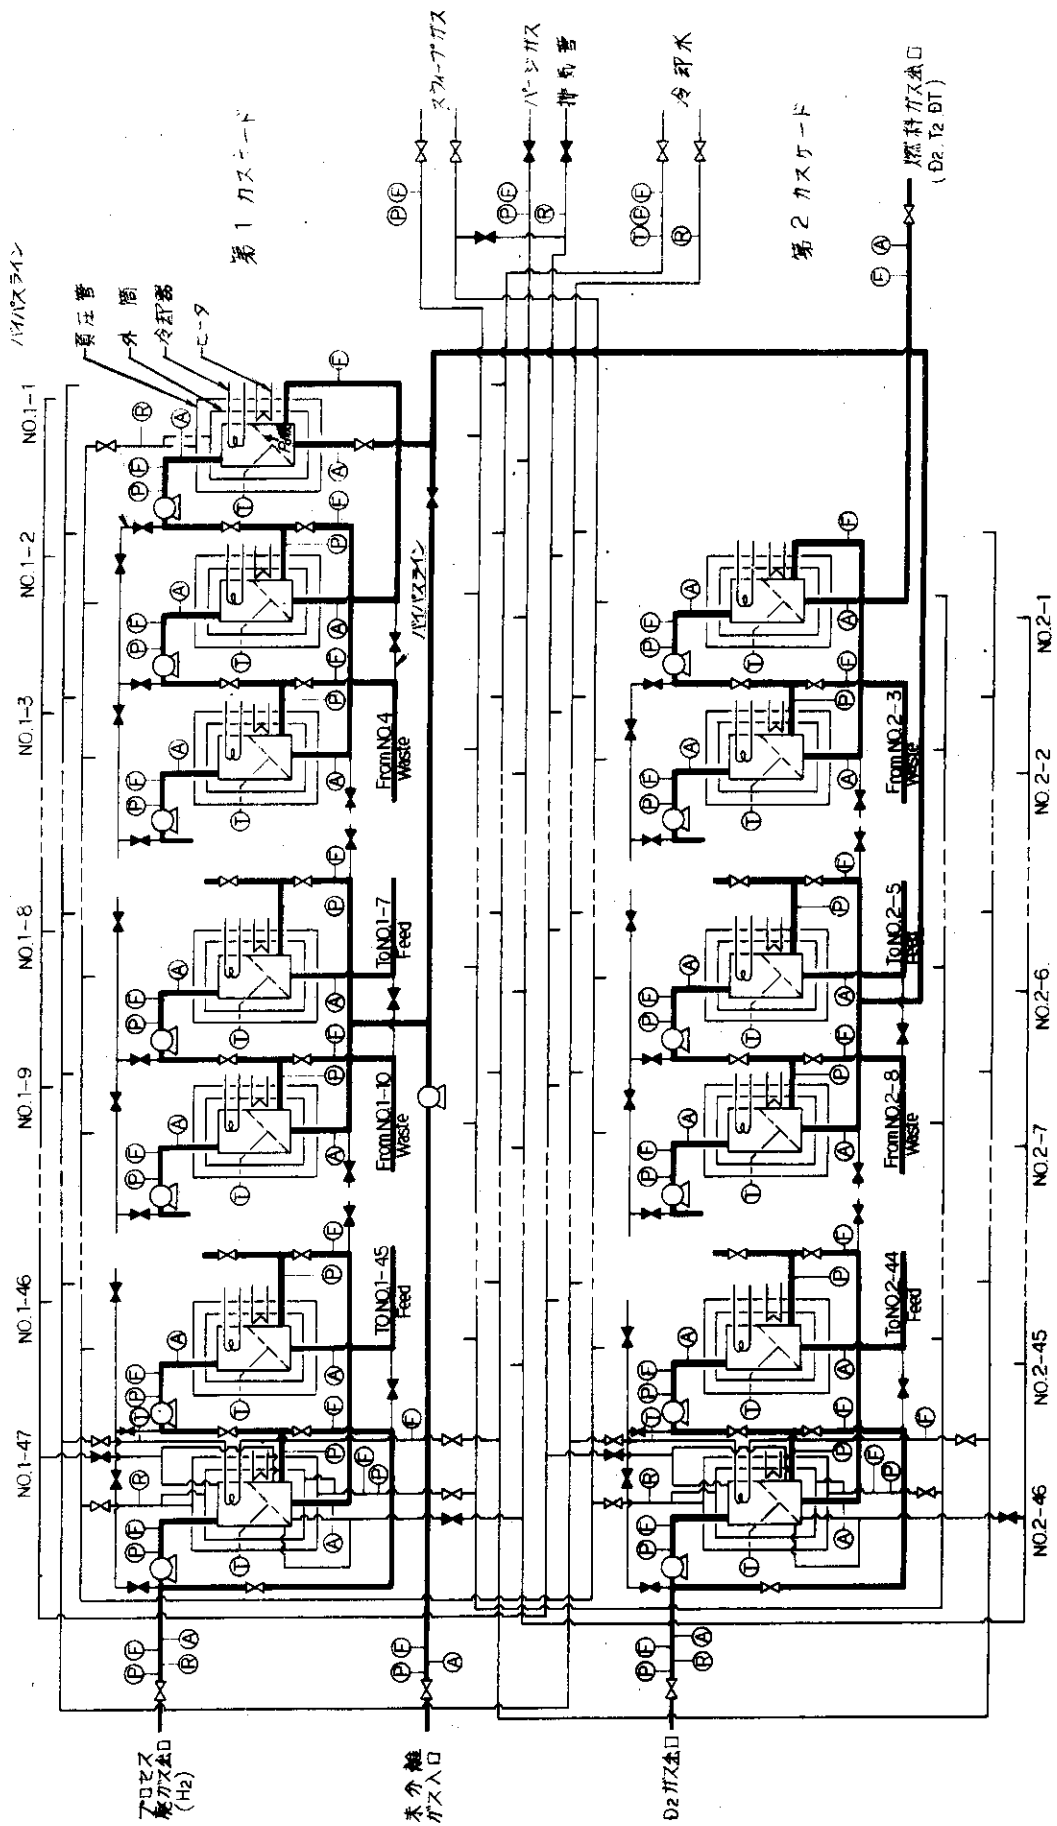 バイパスライン
真圧管
外筒
冷却器
ヒータ
第1カスケード
スウィープガス
パージガス
排気管
冷却水
第2カスケード
燃料ガス出口
(D2,T2,DT)
NO.1-1
NO.1-2
NO.1-3
NO.1-8
NO.1-9
NO.1-46
NO.1-47
バイパスライン
From NO.4
Waste
To NO.1-7
Feed
From NO.1-10
Waste
TO NO.1-45
Feed
From NO.2-3
Waste
To NO.2-5
Feed
From NO.2-8
Waste
To NO.2-44
Feed
NO.2-1
NO.2-2
NO.2-6
NO.2-7
NO.2-45
NO.2-46
プロセス
廃ガス出口
(H2)
未分離
ガス入口
D2ガス出口